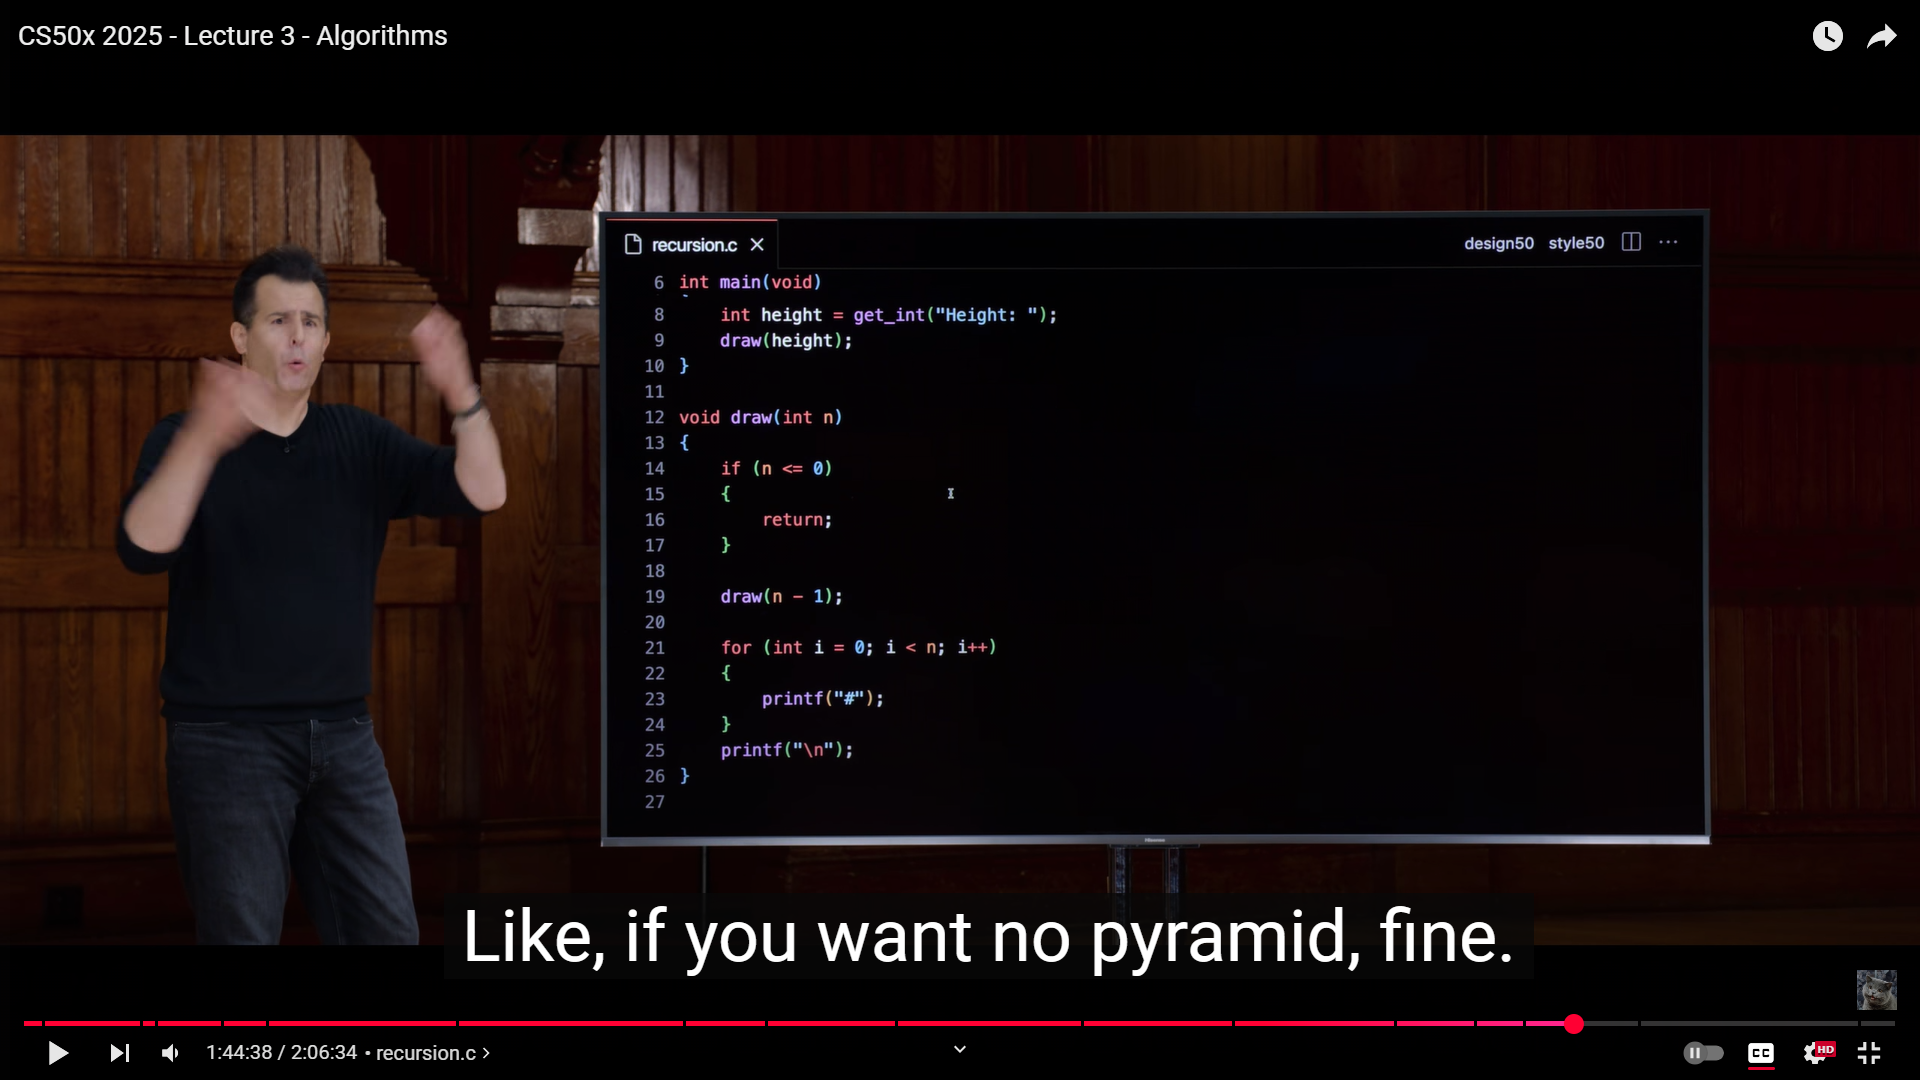 CS50x 2025 - Lecture 3 - Algorithms
recursion.c
design50 style50 ...
6 int main(void)
8 int height = get_int("Height: ");
9 draw(height);
10 }
11
12 void draw(int n)
13 {
14 if (n <= 0)
15 {
16 return;
17 }
18
19 draw(n - 1);
20
21 for (int i = 0; i < n; i++)
22 {
23 printf("#");
24 }
25 printf("\n");
26 }
27
Hisense
Like, if you want no pyramid, fine.
1:44:38 / 2:06:34 • recursion.c >
CC
HD